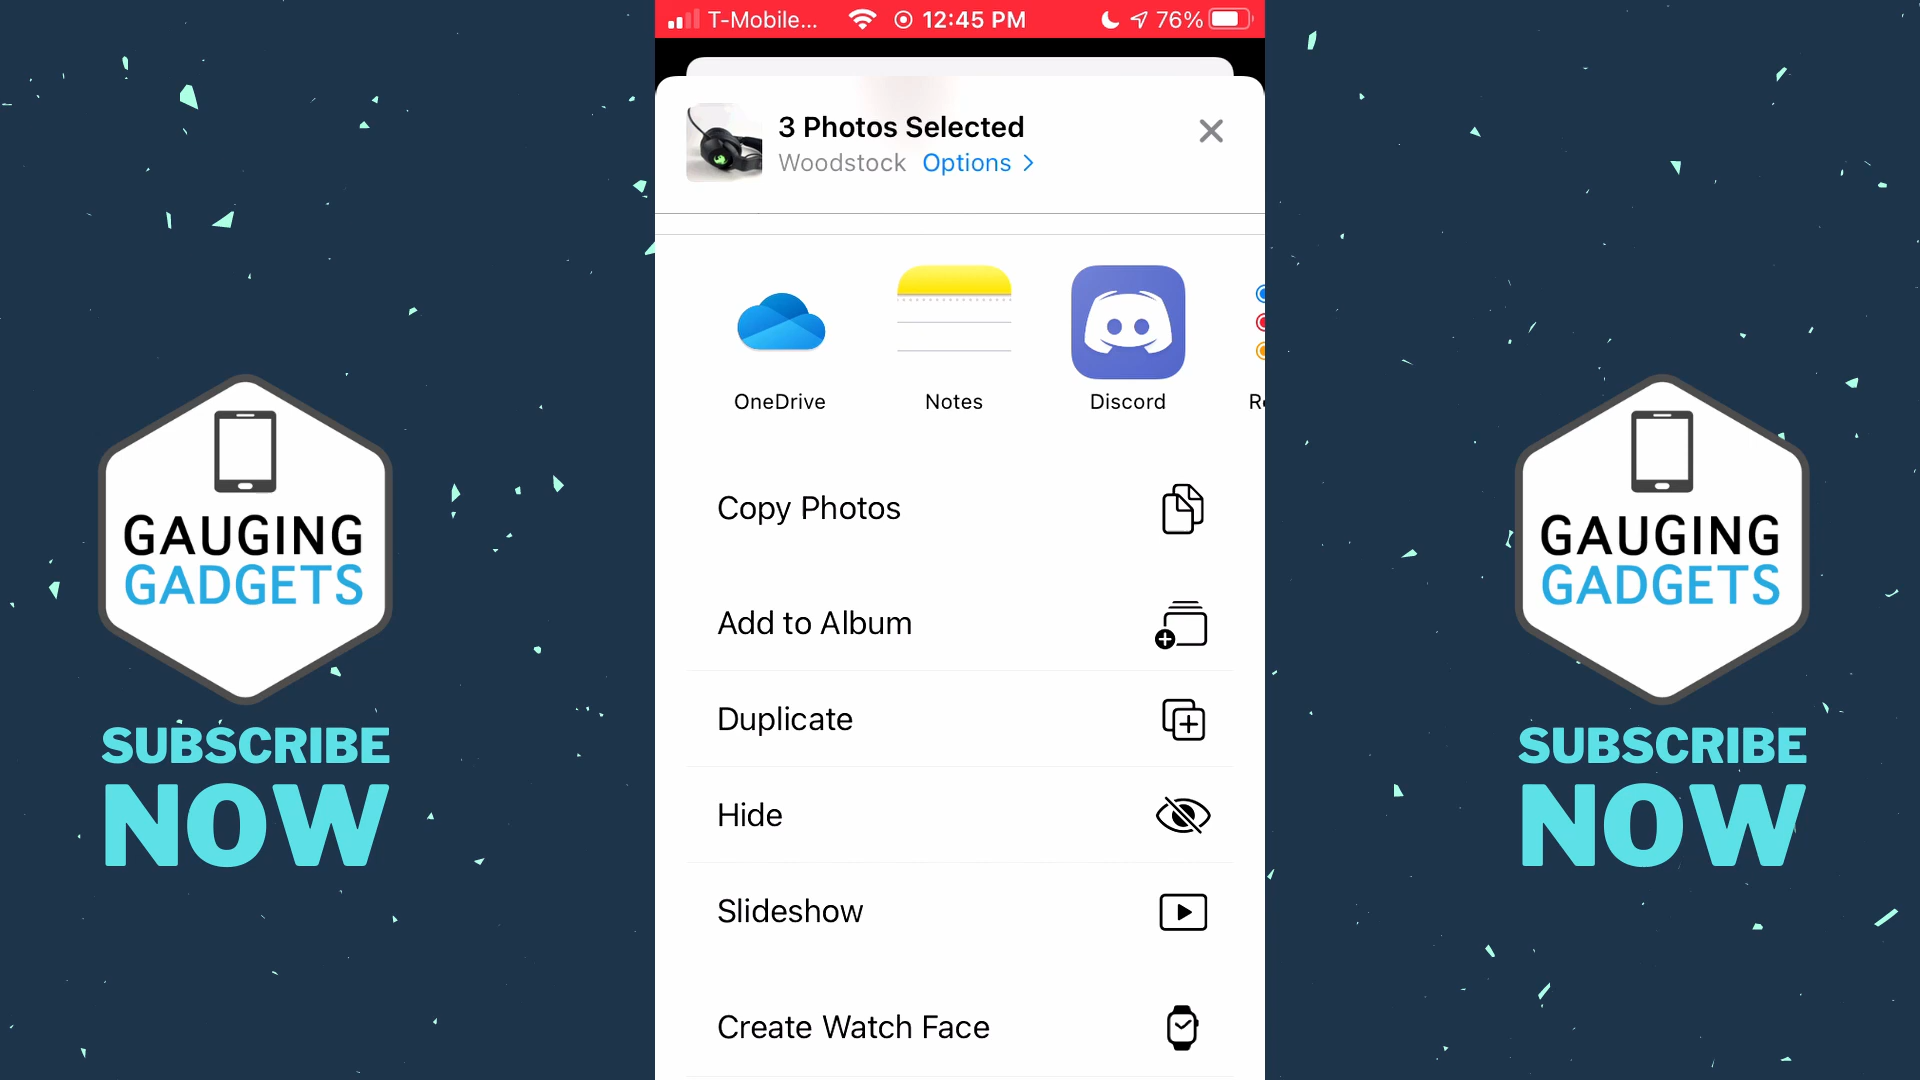 T-Mobile... 12:45 PM 76%
3 Photos Selected
Woodstock Options >
OneDrive Notes Discord
Copy Photos
Add to Album
Duplicate
Hide
Slideshow
Create Watch Face
GAUGING
GADGETS
SUBSCRIBE
NOW
GAUGING
GADGETS
SUBSCRIBE
NOW